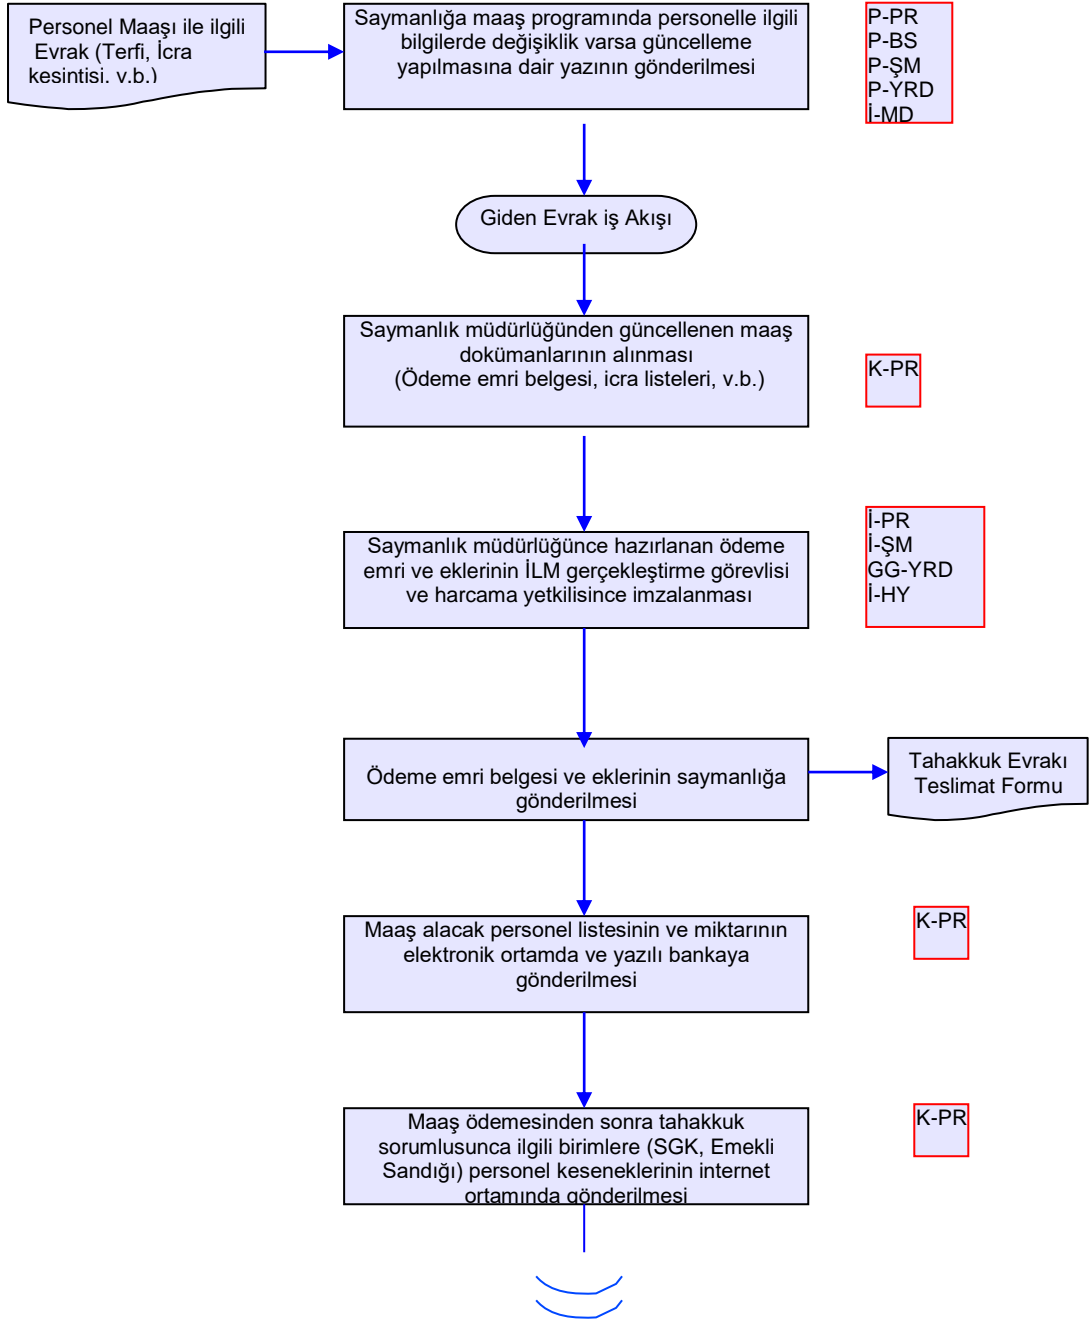 Personel Maaşı ile ilgili
Evrak (Terfi, İcra
kesintisi. v.b.)
Saymanlığa maaş programında personelle ilgili
bilgilerde değişiklik varsa güncelleme
yapılmasına dair yazının gönderilmesi
P-PR
P-BS
P-ŞM
P-YRD
İ-MD
Giden Evrak iş Akışı
Saymanlık müdürlüğünden güncellenen maaş
dokümanlarının alınması
(Ödeme emri belgesi, icra listeleri, v.b.)
K-PR
Saymanlık müdürlüğünce hazırlanan ödeme
emri ve eklerinin İLM gerçekleştirme görevlisi
ve harcama yetkilisince imzalanması
İ-PR
İ-ŞM
GG-YRD
İ-HY
Ödeme emri belgesi ve eklerinin saymanlığa
gönderilmesi
Tahakkuk Evrakı
Teslimat Formu
Maaş alacak personel listesinin ve miktarının
elektronik ortamda ve yazılı bankaya
gönderilmesi
K-PR
Maaş ödemesinden sonra tahakkuk
sorumlusunca ilgili birimlere (SGK, Emekli
Sandığı) personel keseneklerinin internet
ortamında gönderilmesi
K-PR